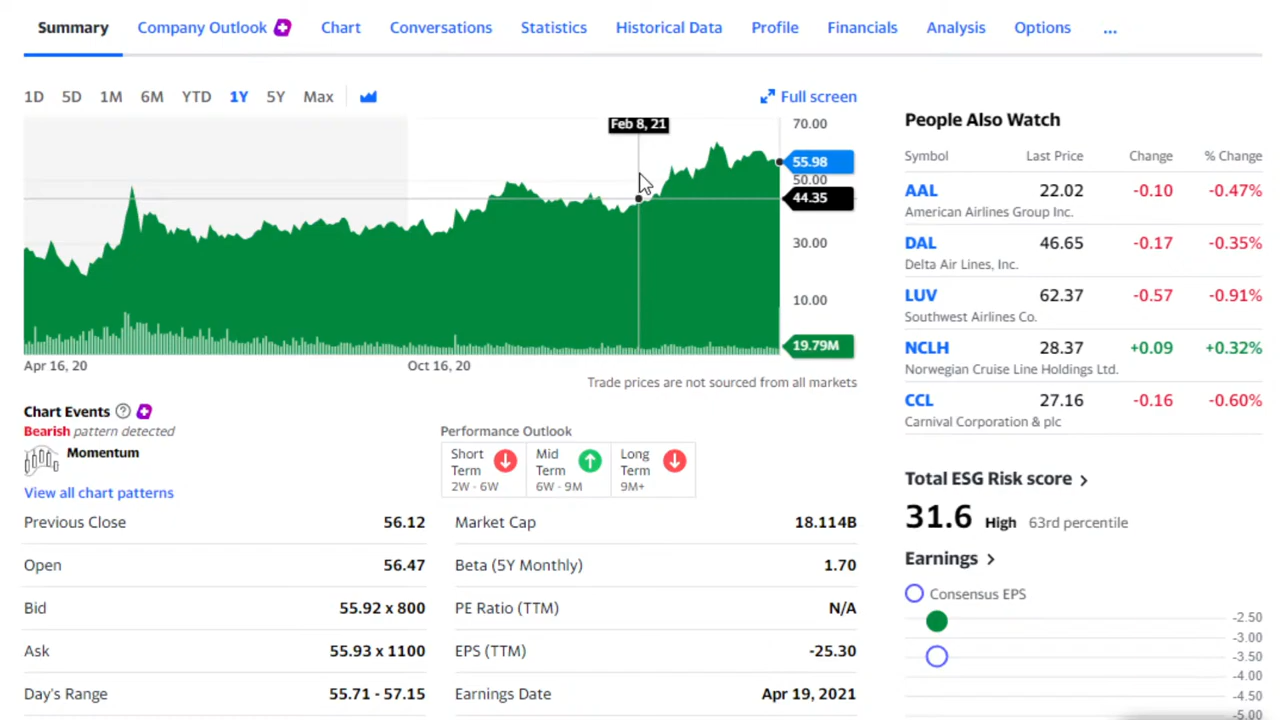 Summary Company Outlook Chart Conversations Statistics Historical Data Profile Financials Analysis Options ...
1D 5D 1M 6M YTD 1Y 5Y Max Full screen
Feb 8, 21
70.00
55.98
50.00
44.35
30.00
10.00
19.79M
Apr 16, 20 Oct 16, 20
Trade prices are not sourced from all markets
Chart Events ?
Bearish pattern detected
Momentum
View all chart patterns
Performance Outlook
Short Term 2W - 6W
Mid Term 6W - 9M
Long Term 9M+
Previous Close 56.12
Open 56.47
Bid 55.92 x 800
Ask 55.93 x 1100
Day's Range 55.71 - 57.15
Market Cap 18.114B
Beta (5Y Monthly) 1.70
PE Ratio (TTM) N/A
EPS (TTM) -25.30
Earnings Date Apr 19, 2021
People Also Watch
Symbol Last Price Change % Change
AAL 22.02 -0.10 -0.47%
American Airlines Group Inc.
DAL 46.65 -0.17 -0.35%
Delta Air Lines, Inc.
LUV 62.37 -0.57 -0.91%
Southwest Airlines Co.
NCLH 28.37 +0.09 +0.32%
Norwegian Cruise Line Holdings Ltd.
CCL 27.16 -0.16 -0.60%
Carnival Corporation & plc
Total ESG Risk score
31.6 High 63rd percentile
Earnings
Consensus EPS
-2.50
-3.00
-3.50
-4.00
-4.50
-5.00